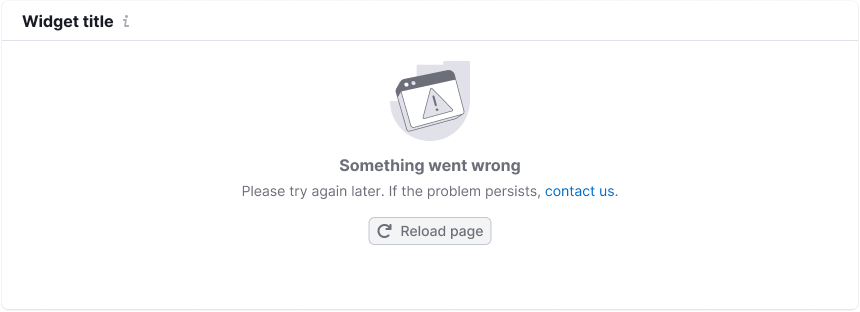 Widget title
Something went wrong
Please try again later. If the problem persists, contact us.
Reload page